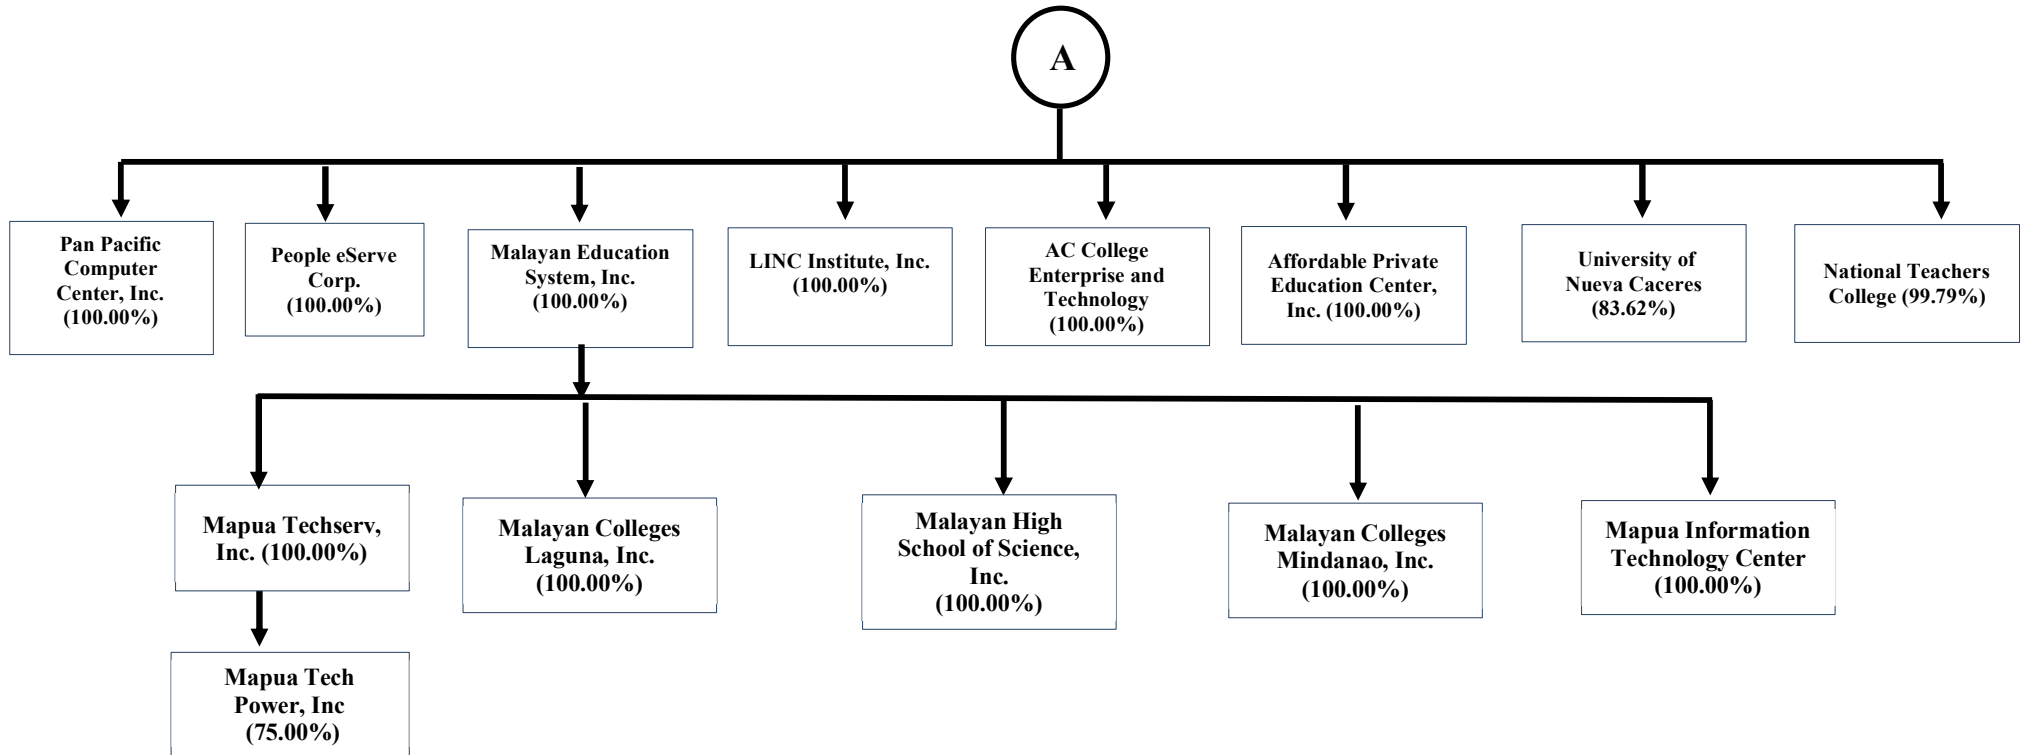 A
Pan Pacific
Computer
Center, Inc.
(100.00%)
People eServe
Corp.
(100.00%)
Malayan Education
System, Inc.
(100.00%)
LINC Institute, Inc.
(100.00%)
AC College
Enterprise and
Technology
(100.00%)
Affordable Private
Education Center,
Inc. (100.00%)
University of
Nueva Caceres
(83.62%)
National Teachers
College (99.79%)
Mapua Techserv,
Inc. (100.00%)
Malayan Colleges
Laguna, Inc.
(100.00%)
Malayan High
School of Science,
Inc.
(100.00%)
Malayan Colleges
Mindanao, Inc.
(100.00%)
Mapua Information
Technology Center
(100.00%)
Mapua Tech
Power, Inc
(75.00%)